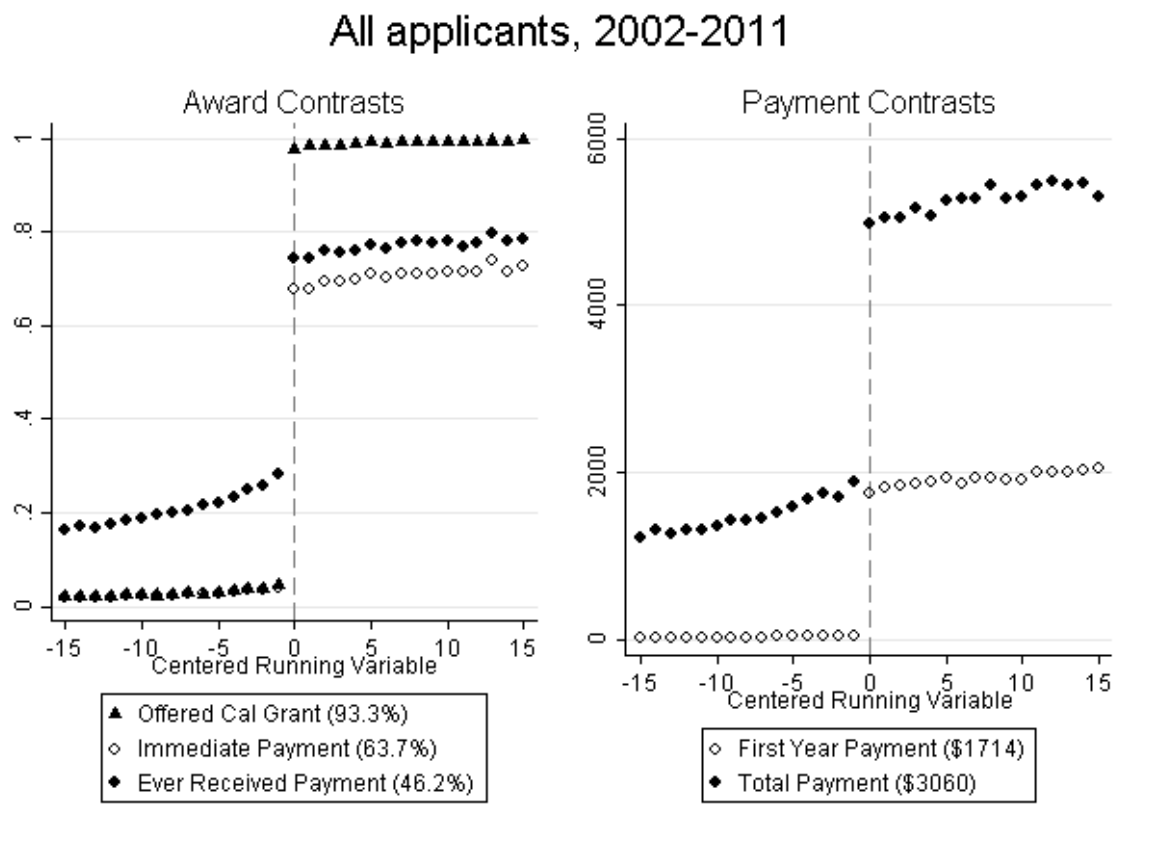 All applicants, 2002-2011
Award Contrasts
1
.8
.6
.4
.2
0
-15 -10 -5 0 5 10 15
Centered Running Variable
Offered Cal Grant (93.3%)
Immediate Payment (63.7%)
Ever Received Payment (46.2%)
Payment Contrasts
6000
4000
2000
0
-15 -10 -5 0 5 10 15
Centered Running Variable
First Year Payment ($1714)
Total Payment ($3060)